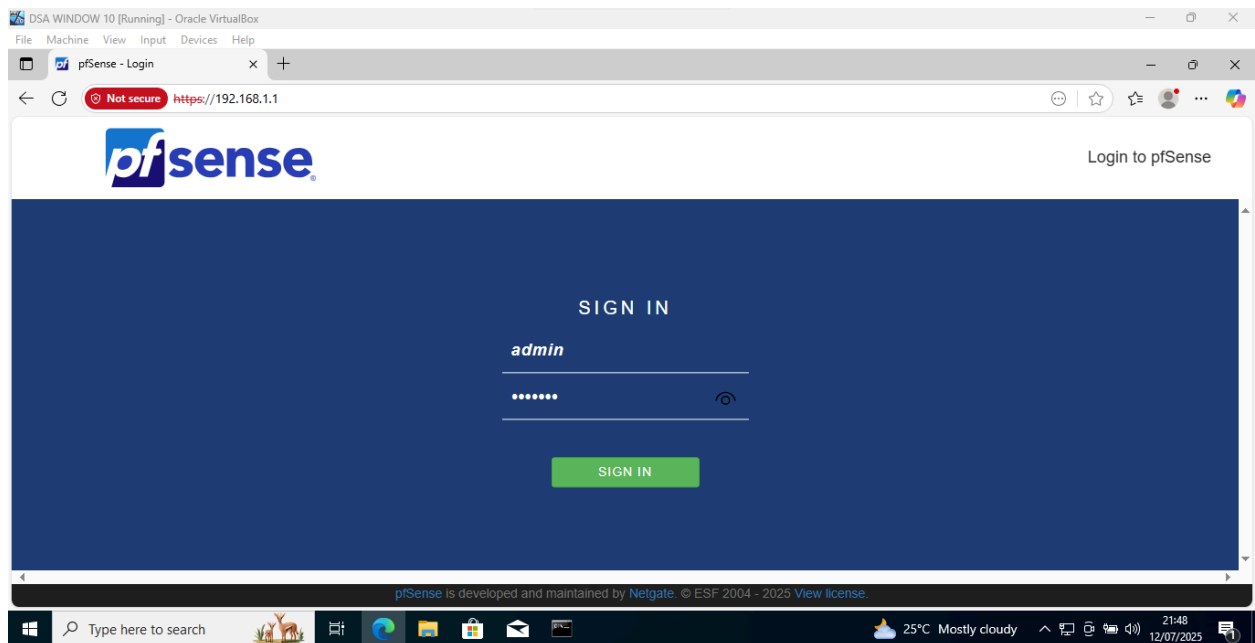 DSA WINDOW 10 [Running] - Oracle VirtualBox
File Machine View Input Devices Help
pfSense - Login
Not secure https://192.168.1.1
pfsense®
Login to pfSense
SIGN IN
admin
•••••••
SIGN IN
pfSense is developed and maintained by Netgate. © ESF 2004 - 2025 View license.
Type here to search
25°C Mostly cloudy
21:48
12/07/2025
1